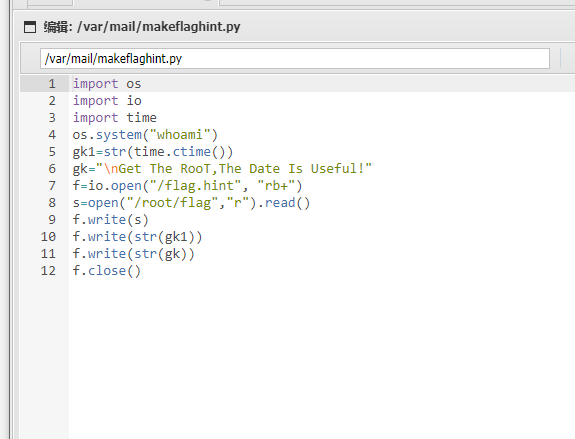 编辑: /var/mail/makeflaghint.py
/var/mail/makeflaghint.py
1 import os
2 import io
3 import time
4 os.system("whoami")
5 gk1=str(time.ctime())
6 gk="\nGet The RooT,The Date Is Useful!"
7 f=io.open("/flag.hint", "rb+")
8 s=open("/root/flag","r").read()
9 f.write(s)
10 f.write(str(gk1))
11 f.write(str(gk))
12 f.close()